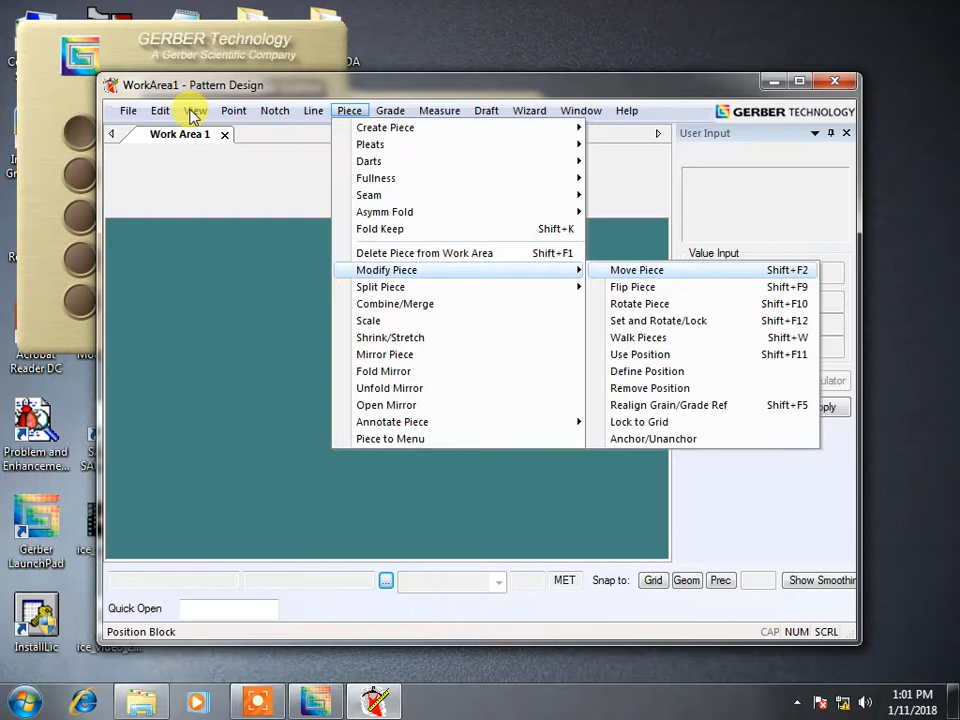 GERBER Technology
A Gerber Scientific Company
WorkArea1 - Pattern Design
File Edit View Point Notch Line Piece Grade Measure Draft Wizard Window Help
GERBER TECHNOLOGY
Work Area 1
User Input
Create Piece
Pleats
Darts
Fullness
Seam
Asymm Fold
Fold Keep Shift+K
Delete Piece from Work Area Shift+F1
Modify Piece
Split Piece
Combine/Merge
Scale
Shrink/Stretch
Mirror Piece
Fold Mirror
Unfold Mirror
Open Mirror
Annotate Piece
Piece to Menu
Value Input
Move Piece Shift+F2
Flip Piece Shift+F9
Rotate Piece Shift+F10
Set and Rotate/Lock Shift+F12
Walk Pieces Shift+W
Use Position Shift+F11
Define Position
Remove Position
Realign Grain/Grade Ref Shift+F5
Lock to Grid
Anchor/Unanchor
... MET Snap to: Grid Geom Prec Show Smoothin
Quick Open
Position Block
CAP NUM SCRL
Acrobat
Reader DC
Problem and
Enhanceme...
Gerber
LaunchPad
InstallLic
ice_video_2...
1:01 PM
1/11/2018